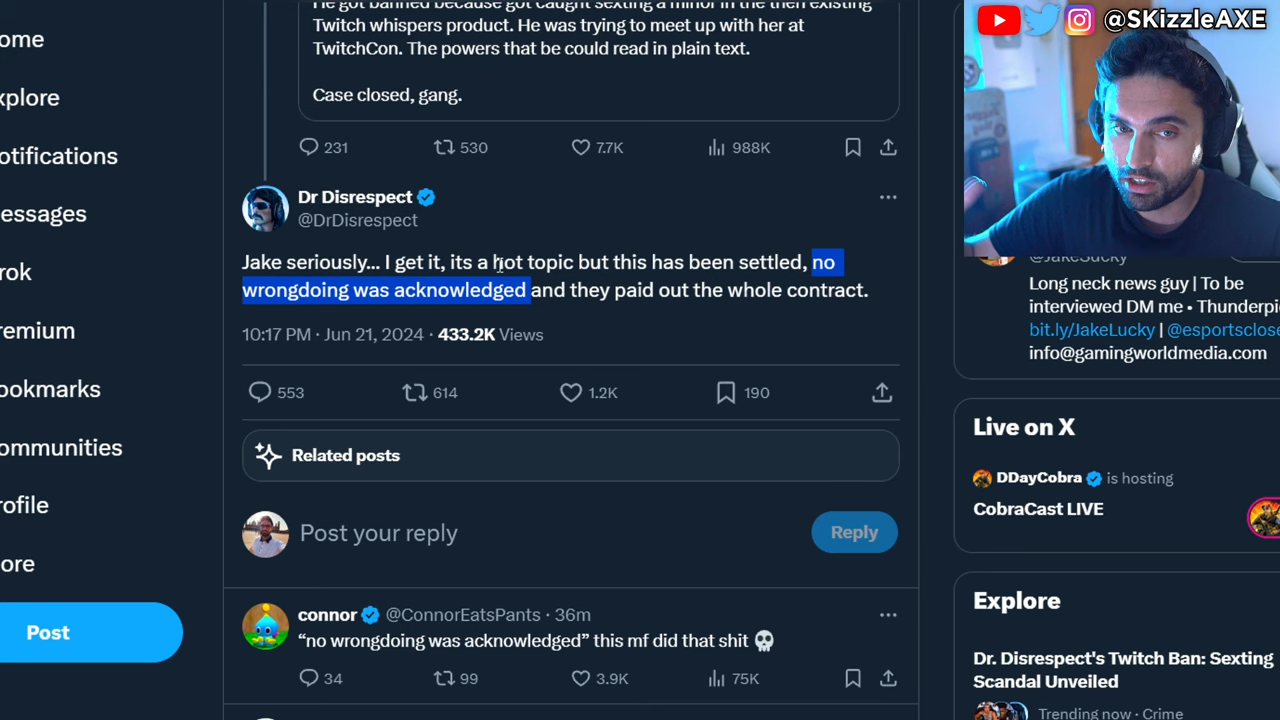 He got banned because got caught sexting a minor in the then existing
Twitch whispers product. He was trying to meet up with her at
TwitchCon. The powers that be could read in plain text.
Case closed, gang.
231 530 7.7K 988K
Dr Disrespect
@DrDisrespect
Jake seriously... I get it, its a hot topic but this has been settled, no
wrongdoing was acknowledged and they paid out the whole contract.
10:17 PM · Jun 21, 2024 · 433.2K Views
553 614 1.2K 190
Related posts
Post your reply
Reply
connor @ConnorEatsPants · 36m
“no wrongdoing was acknowledged” this mf did that shit 💀
34 99 3.9K 75K
ome
xplore
otifications
essages
rok
remium
ookmarks
ommunities
rofile
ore
Post
@SKizzleAXE
@JakeSucky
Long neck news guy | To be
interviewed DM me • Thunderpi
bit.ly/JakeLucky | @esportsclose
info@gamingworldmedia.com
Live on X
DDayCobra is hosting
CobraCast LIVE
Explore
Dr. Disrespect's Twitch Ban: Sexting
Scandal Unveiled
Trending now · Crime